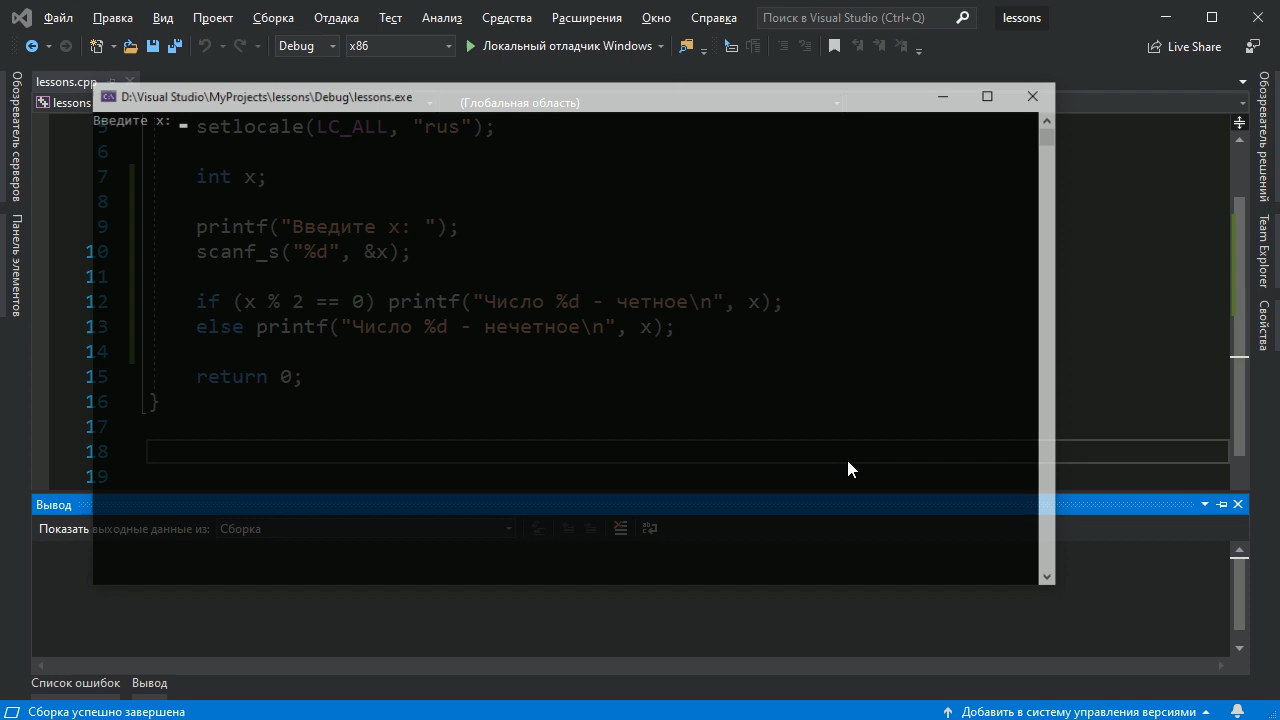 Файл Правка Вид Проект Сборка Отладка Тест Анализ Средства Расширения Окно Справка Поиск в Visual Studio (Ctrl+Q) lessons
Debug x86 Локальный отладчик Windows Live Share
lessons.cpp
D:\Visual Studio\MyProjects\lessons\Debug\lessons.exe
lessons (Глобальная область)
Введите x:
5 setlocale(LC_ALL, "rus");
6
7 int x;
8
9 printf("Введите x: ");
10 scanf_s("%d", &x);
11
12 if (x % 2 == 0) printf("Число %d - четное\n", x);
13 else printf("Число %d - нечетное\n", x);
14
15 return 0;
16 }
17
18
19
Вывод
Показать выходные данные из: Сборка
Список ошибок Вывод
Сборка успешно завершена Добавить в систему управления версиями
Обозреватель серверов
Панель элементов
Обозреватель решений
Team Explorer
Свойства